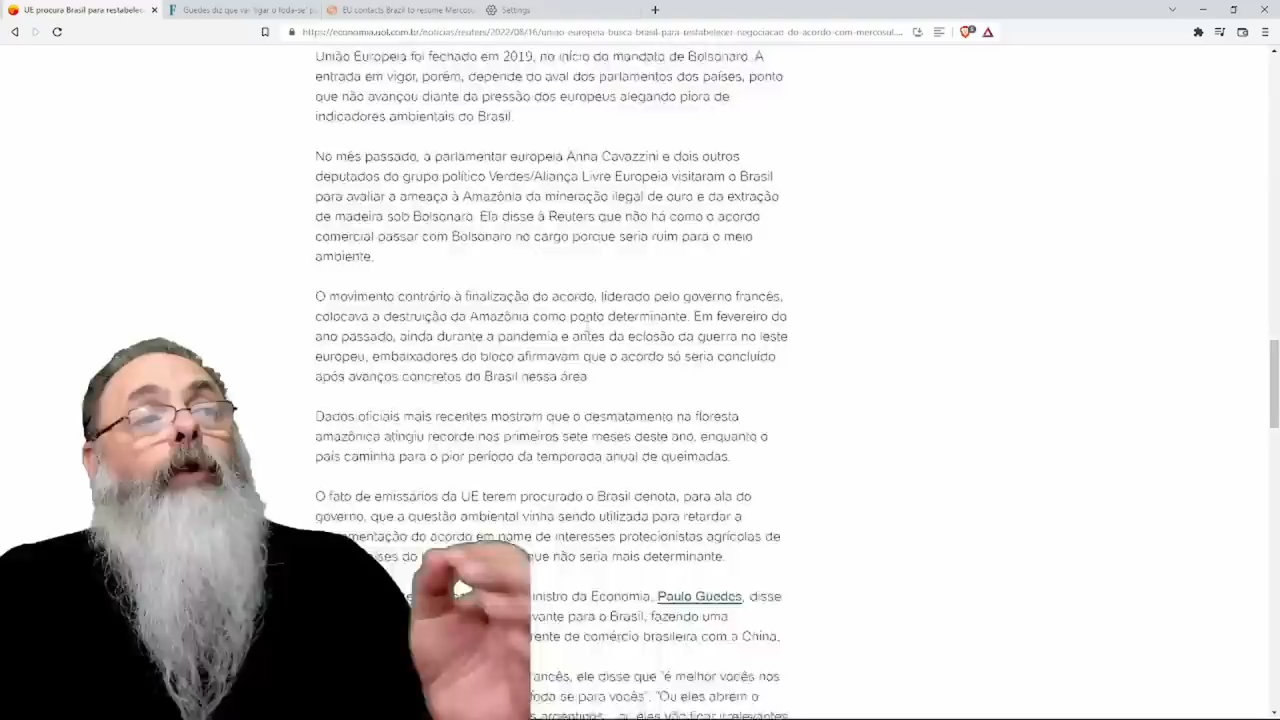 UE procura Brasil para restabelec
Guedes diz que vai 'ligar o foda-se' p
EU contacts Brazil to resume Mercosu
Settings
https://economia.uol.com.br/noticias/reuters/2022/08/16/uniao-europeia-busca-brasil-para-restabelecer-negociacao-do-acordo-com-mercosul....
União Europeia foi fechado em 2019, no início do mandato de Bolsonaro. A
entrada em vigor, porém, depende do aval dos parlamentos dos países, ponto
que não avançou diante da pressão dos europeus alegando piora de
indicadores ambientais do Brasil.
No mês passado, a parlamentar europeia Anna Cavazzini e dois outros
deputados do grupo político Verdes/Aliança Livre Europeia visitaram o Brasil
para avaliar a ameaça à Amazônia da mineração ilegal de ouro e da extração
de madeira sob Bolsonaro. Ela disse à Reuters que não há como o acordo
comercial passar com Bolsonaro no cargo porque seria ruim para o meio
ambiente.
O movimento contrário à finalização do acordo, liderado pelo governo francês,
colocava a destruição da Amazônia como ponto determinante. Em fevereiro do
ano passado, ainda durante a pandemia e antes da eclosão da guerra no leste
europeu, embaixadores do bloco afirmavam que o acordo só seria concluído
após avanços concretos do Brasil nessa área
Dados oficiais mais recentes mostram que o desmatamento na floresta
amazônica atingiu recorde nos primeiros sete meses deste ano, enquanto o
país caminha para o pior período da temporada anual de queimadas.
O fato de emissários da UE terem procurado o Brasil denota, para ala do
governo, que a questão ambiental vinha sendo utilizada para retardar a
mentação do acordo em nome de interesses protecionistas agrícolas de
ises do que não seria mais determinante.
inistro da Economia, Paulo Guedes, disse
vante para o Brasil, fazendo uma
rente de comércio brasileira com a China.
rancês, ele disse que "é melhor vocês nos
foda se para vocês". "Ou eles abrem o
argentinos aí, eles vão ficar irrelevantes